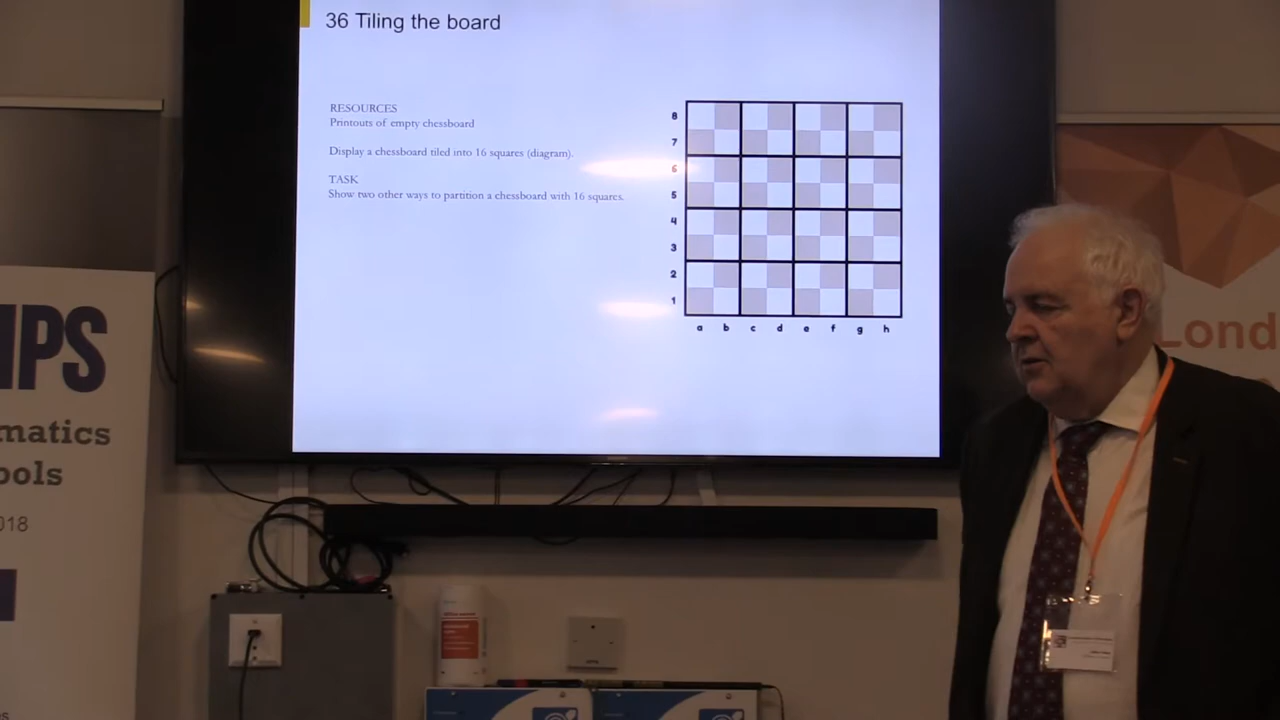 36 Tiling the board
RESOURCES
Printouts of empty chessboard
Display a chessboard tiled into 16 squares (diagram).
TASK
Show two other ways to partition a chessboard with 16 squares.
8
7
6
5
4
3
2
1
a b c d e f g h
IPS
matics
ools
018
Lond